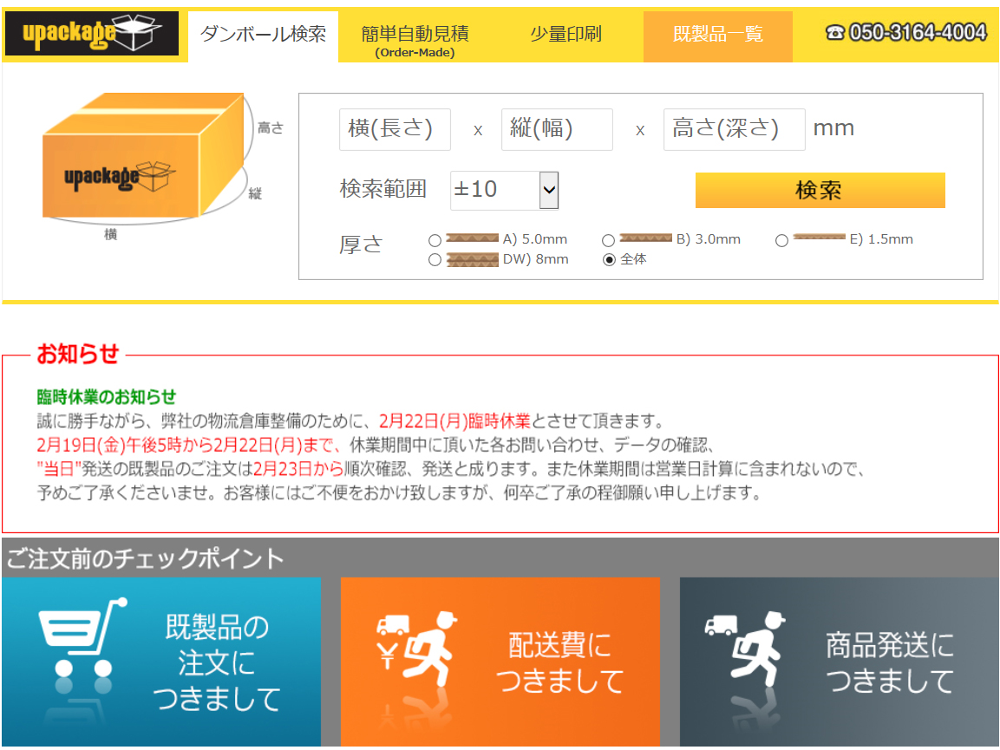 upackage
ダンボール検索
簡単自動見積
(Order-Made)
少量印刷
既製品一覧
☎ 050-3164-4004
高さ
縦
横
upackage
横(長さ) x 縦(幅) x 高さ(深さ) mm
検索範囲 ±10 検索
厚さ A) 5.0mm B) 3.0mm E) 1.5mm
DW) 8mm 全体
お知らせ
臨時休業のお知らせ
誠に勝手ながら、弊社の物流倉庫整備のために、2月22日(月)臨時休業とさせて頂きます。
2月19日(金)午後5時から2月22日(月)まで、休業期間中に頂いた各お問い合わせ、データの確認、
"当日"発送の既製品のご注文は2月23日から順次確認、発送と成ります。また休業期間は営業日計算に含まれないので、
予めご了承くださいませ。お客様にはご不便をおかけ致しますが、何卒ご了承の程御願い申し上げます。
ご注文前のチェックポイント
既製品の
注文に
つきまして
¥
配送費に
つきまして
商品発送に
つきまして